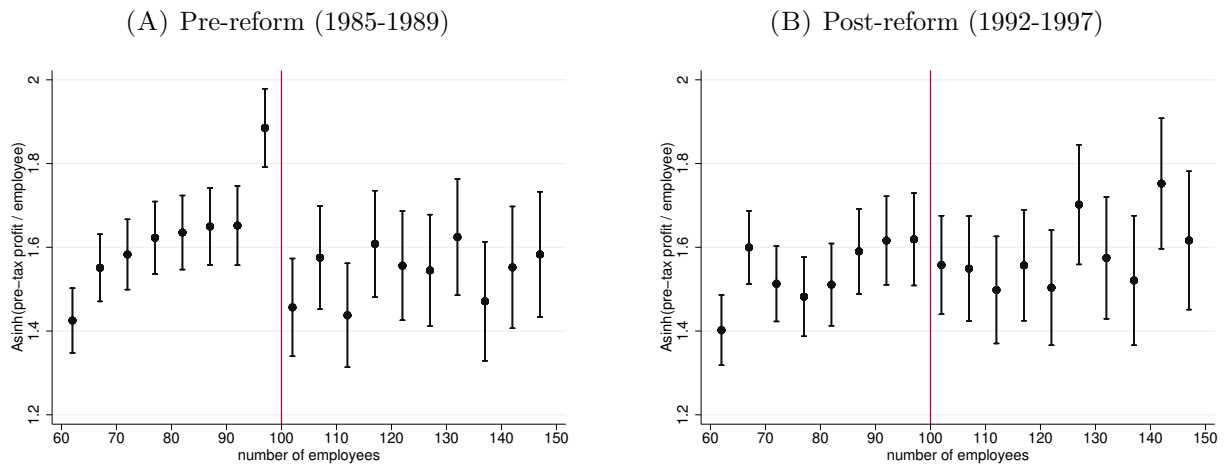 (A) Pre-reform (1985-1989)
Asinh(pre-tax profit / employee)
2
1.8
1.6
1.4
1.2
60 70 80 90 100 110 120 130 140 150
number of employees
(B) Post-reform (1992-1997)
Asinh(pre-tax profit / employee)
2
1.8
1.6
1.4
1.2
60 70 80 90 100 110 120 130 140 150
number of employees